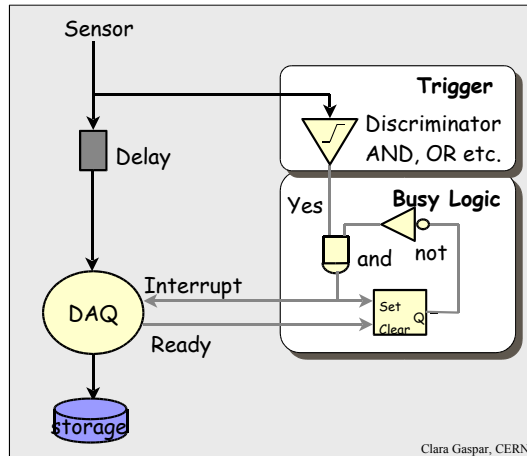 Sensor
Trigger
Discriminator
AND, OR etc.
Delay
Busy Logic
Yes
and
not
Interrupt
Set
Q
Clear
DAQ
Ready
storage
Clara Gaspar, CERN